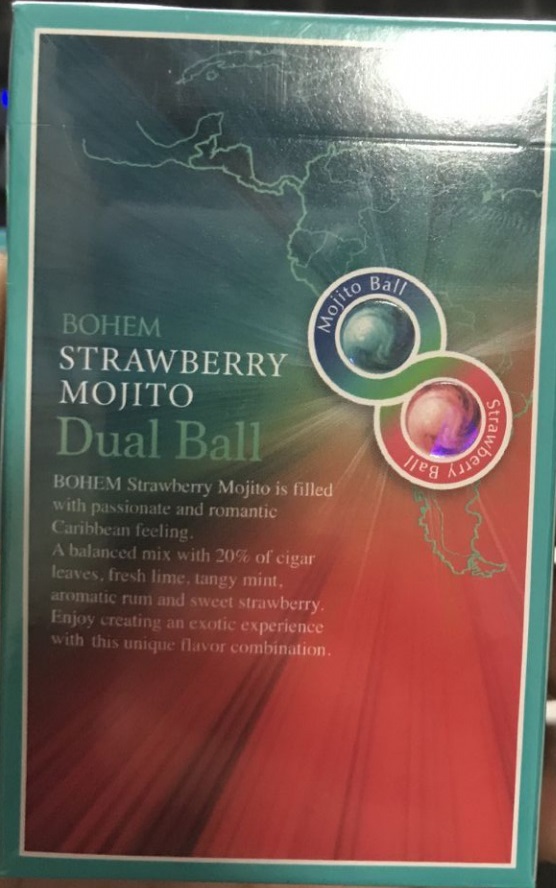 Mojito Ball
BOHEM
STRAWBERRY
MOJITO
Dual Ball
Strawberry Ball
BOHEM Strawberry Mojito is filled
with passionate and romantic
Caribbean feeling.
A balanced mix with 20% of cigar
leaves, fresh lime, tangy mint,
aromatic rum and sweet strawberry.
Enjoy creating an exotic experience
with this unique flavor combination.